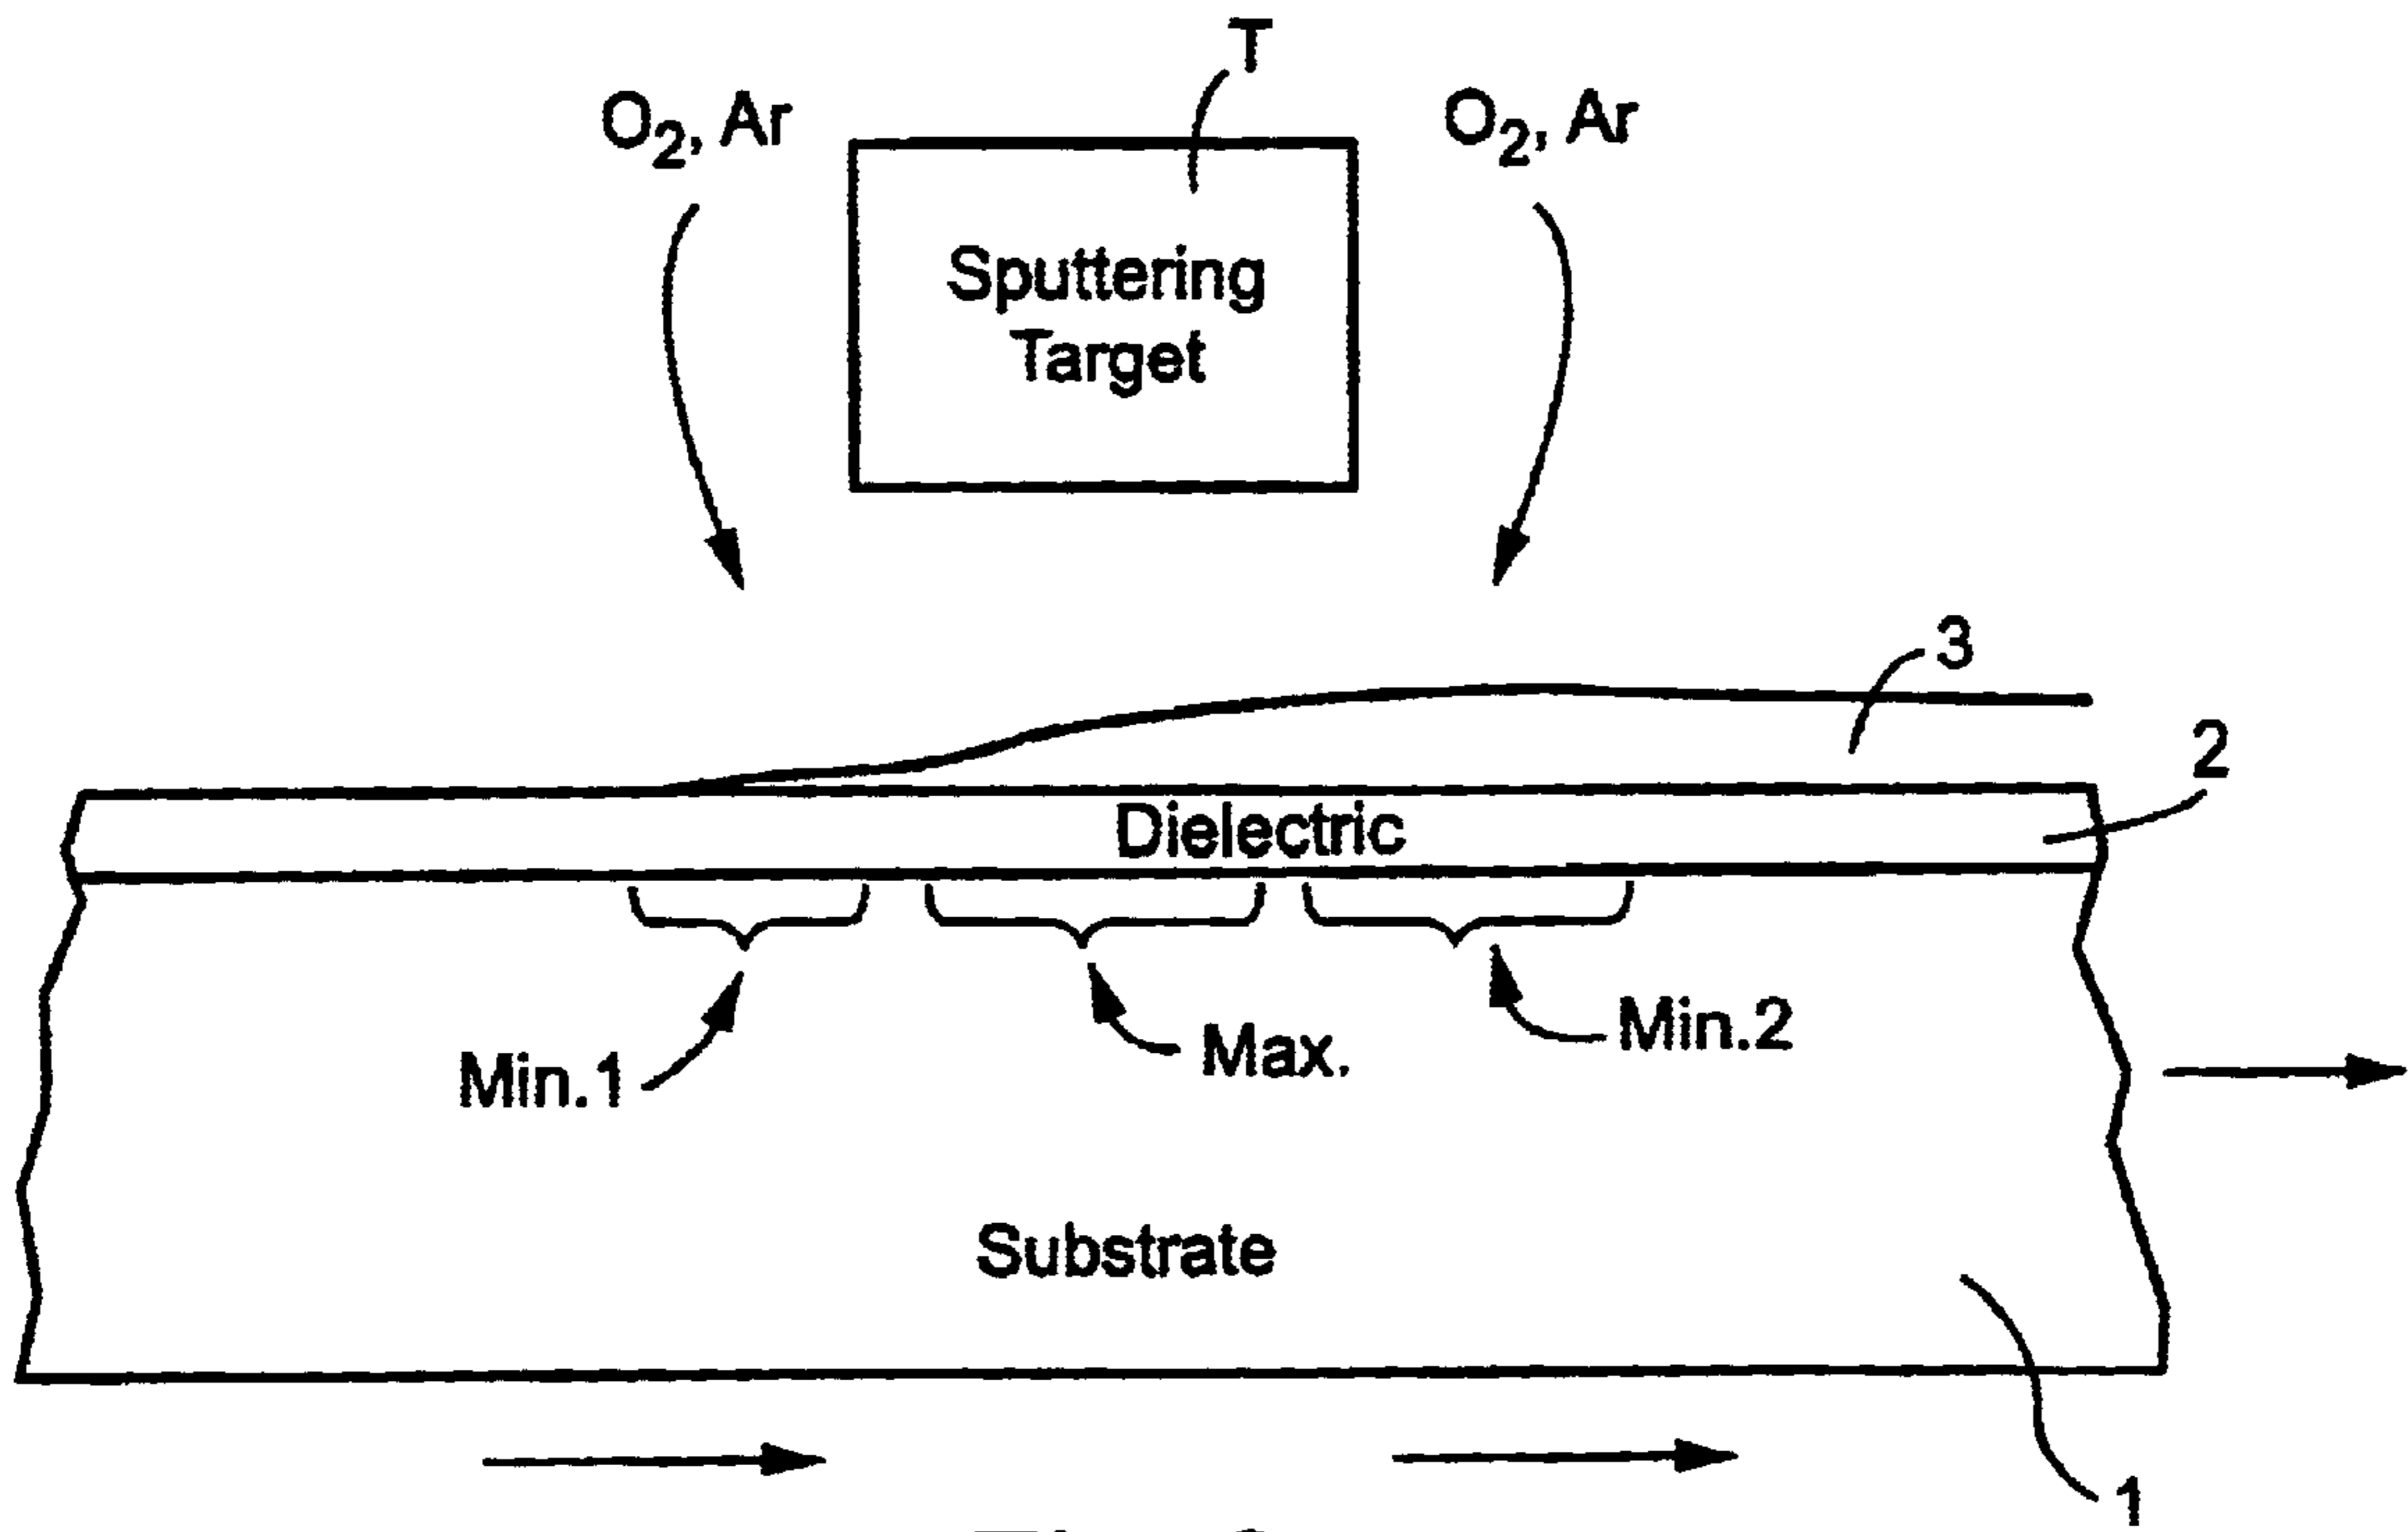 T
O2, Ar
O2, Ar
Sputtering
Target
3
2
Dielectric
Min.1
Max.
Min.2
Substrate
1